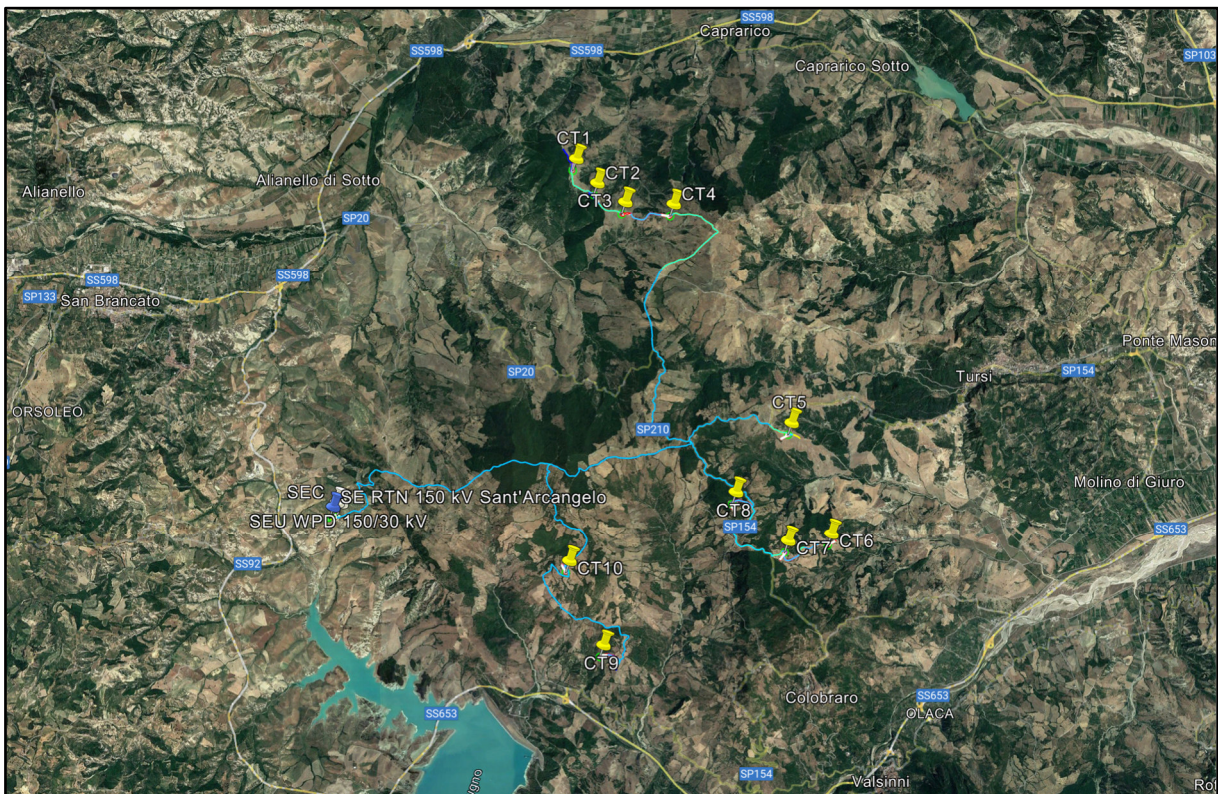 SS598
Caprarico
SS598
SS598
SP103
Caprarico Sotto
CT1
CT2
Alianello
Alianello di Sotto
CT3
CT4
SP20
SS598
SS598
SP133
San Brancato
Ponte Mason
SP20
SP154
Tursi
ORSOLEO
CT5
SP210
Molino di Giuro
SEC
SE RTN 150 kV Sant'Arcangelo
CT8
SEU WPD 150/30 kV
SP154
SS653
CT7
CT6
SS92
CT10
CT9
Colobraro
SS653
OLACA
SS653
SP154
Valsinni
Rot